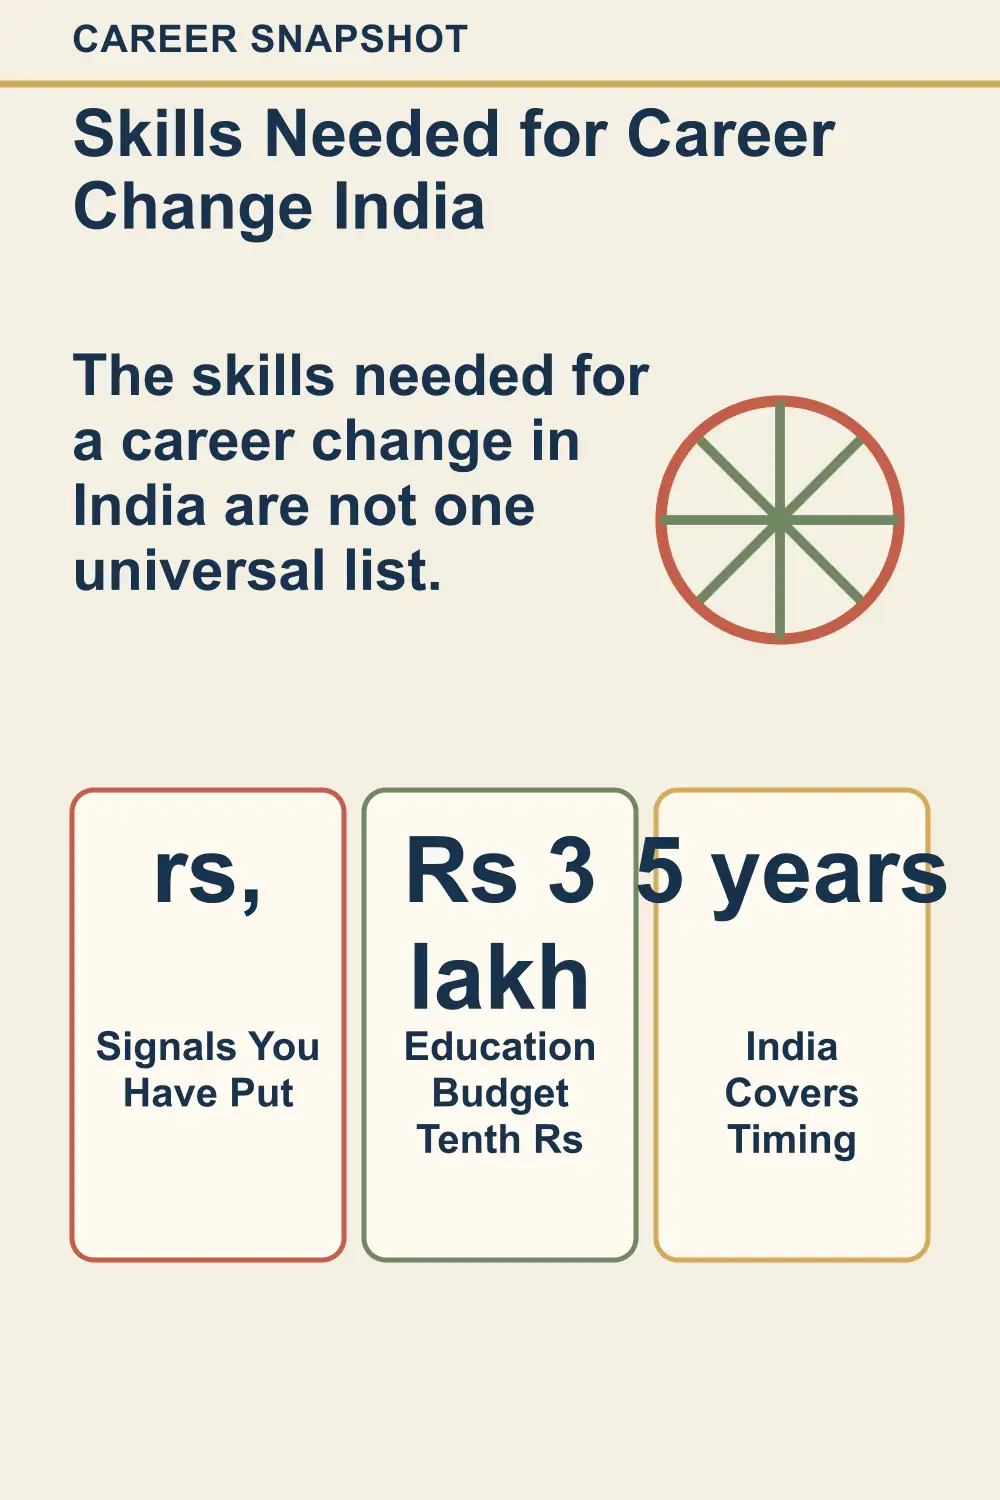 CAREER SNAPSHOT
Skills Needed for Career
Change India
The skills needed for
a career change in
India are not one
universal list.
rs,
Signals You
Have Put
Rs 3
lakh
Education
Budget
Tenth Rs
5 years
India
Covers
Timing